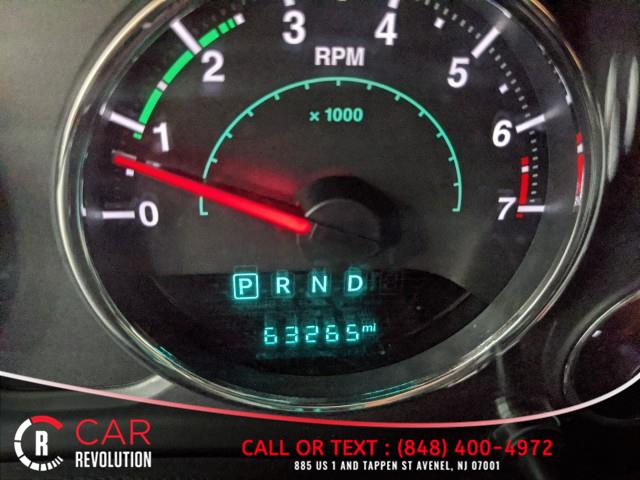 3 4
2 5
RPM
x 1000
1 6
0 7
P R N D
63265 mi
R CAR
REVOLUTION
CALL OR TEXT : (848) 400-4972
885 US 1 AND TAPPEN ST AVENEL, NJ 07001